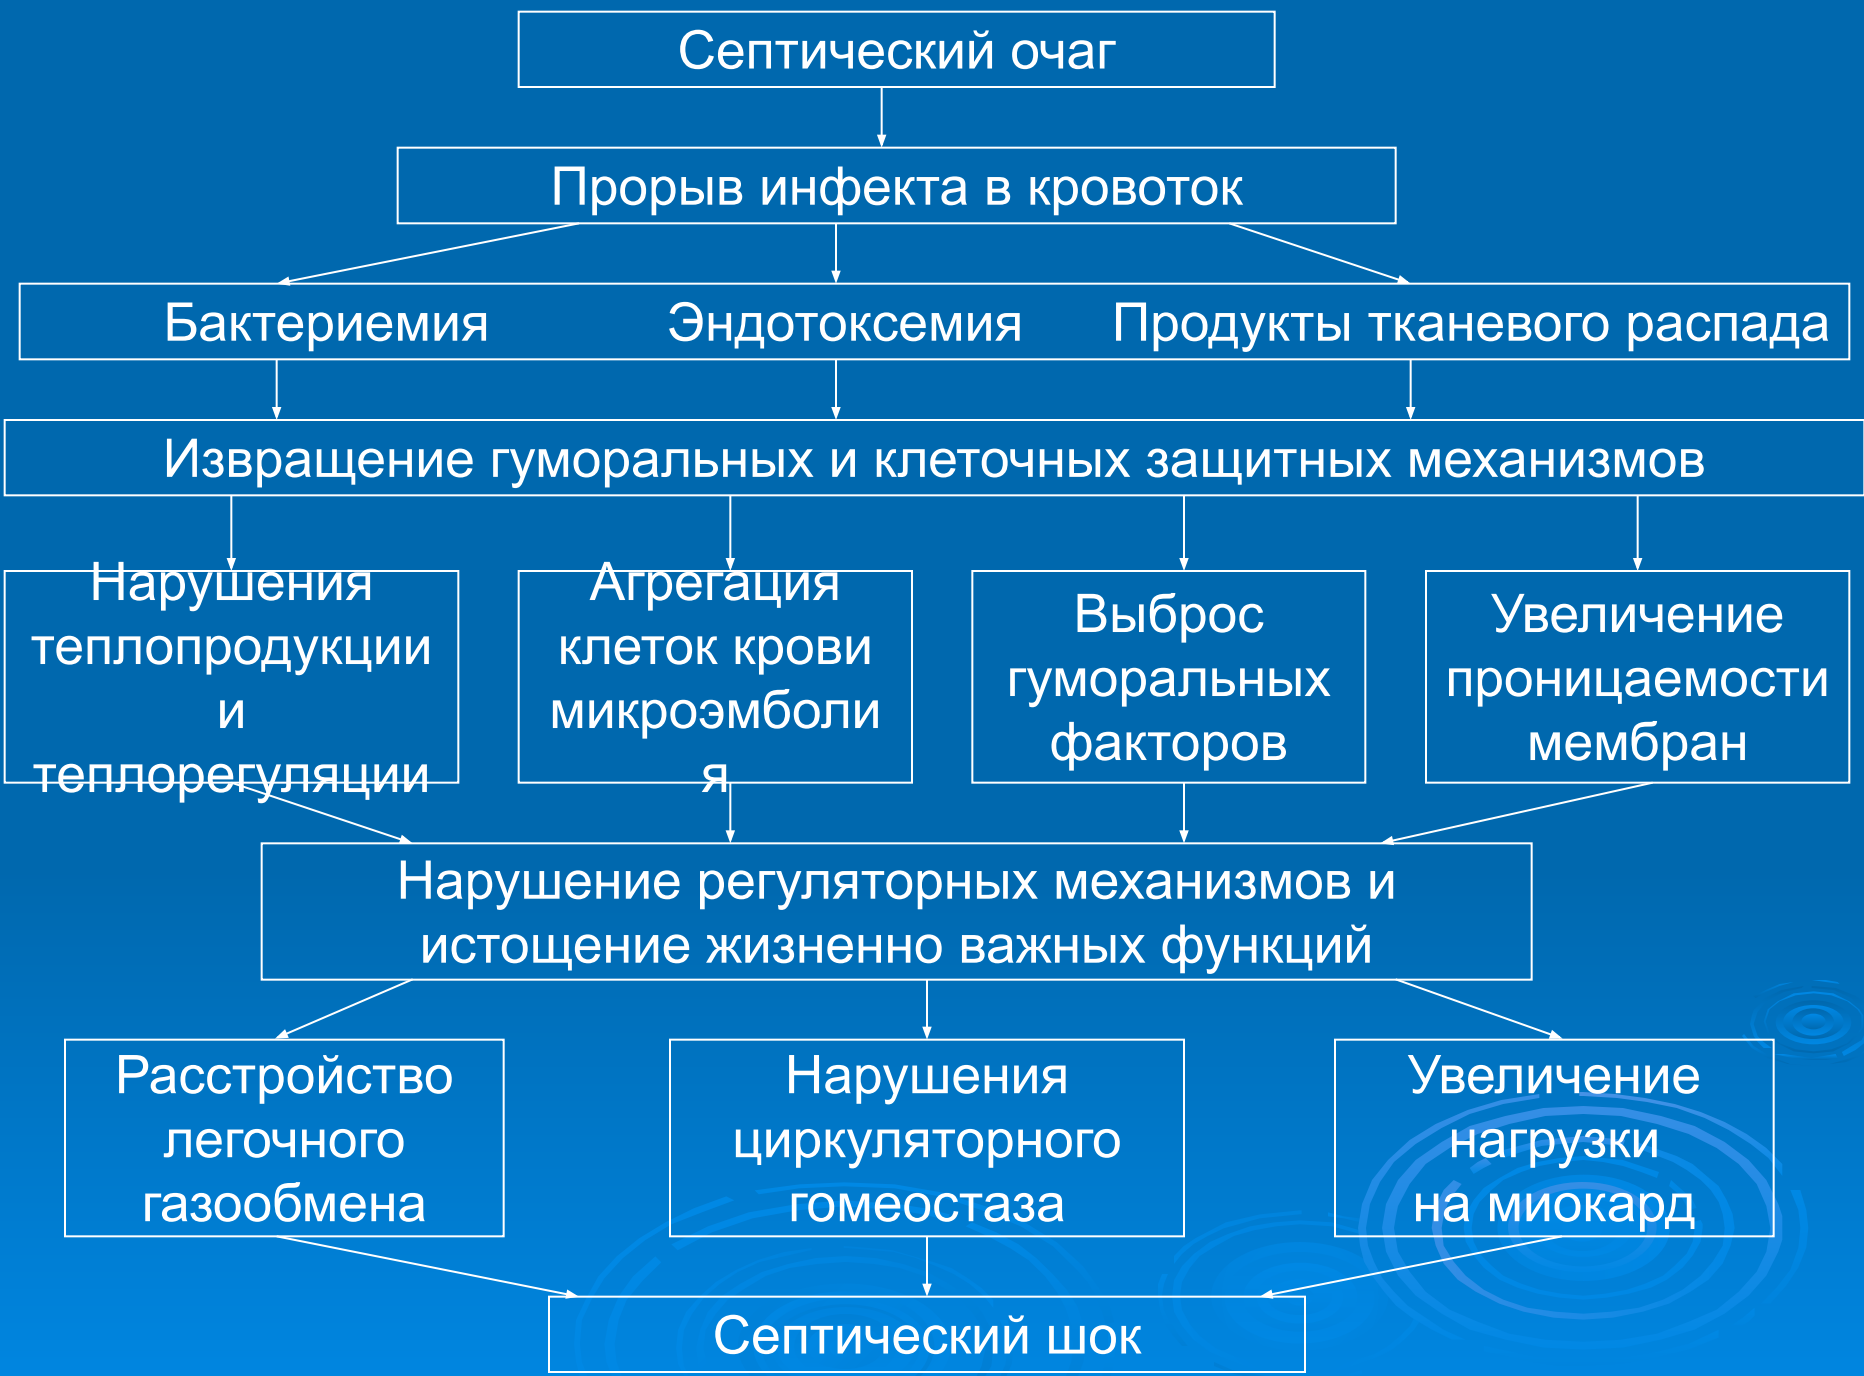 Септический очаг
Прорыв инфекта в кровоток
Бактериемия Эндотоксемия Продукты тканевого распада
Извращение гуморальных и клеточных защитных механизмов
Нарушения
теплопродукции
и
теплорегуляции
Агрегация
клеток крови
микроэмболи
я
Выброс
гуморальных
факторов
Увеличение
проницаемости
мембран
Нарушение регуляторных механизмов и
истощение жизненно важных функций
Расстройство
легочного
газообмена
Нарушения
циркуляторного
гомеостаза
Увеличение
нагрузки
на миокард
Септический шок